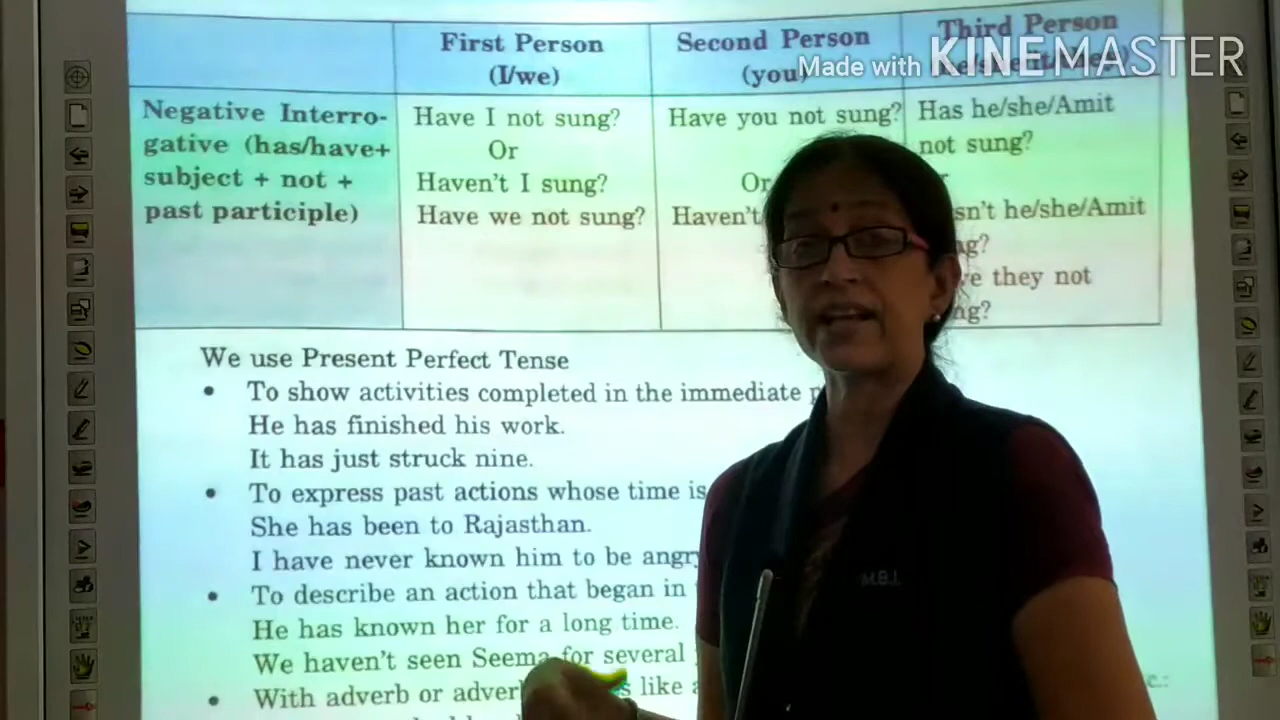 First Person
(I/we)
Second Person
(you)
Third Person
Made with KINEMASTER
Negative Interro-
gative (has/have+
subject + not +
past participle)
Have I not sung?
Or
Haven't I sung?
Have we not sung?
Have you not sung?
Or
Haven't
Has he/she/Amit
not sung?
he/she/Amit
they not
We use Present Perfect Tense
• To show activities completed in the immediate
He has finished his work.
It has just struck nine.
• To express past actions whose time is
She has been to Rajasthan.
I have never known him to be angry
• To describe an action that began in
He has known her for a long time.
We haven't seen Seema for several
• With adverb or like
M.B.I.